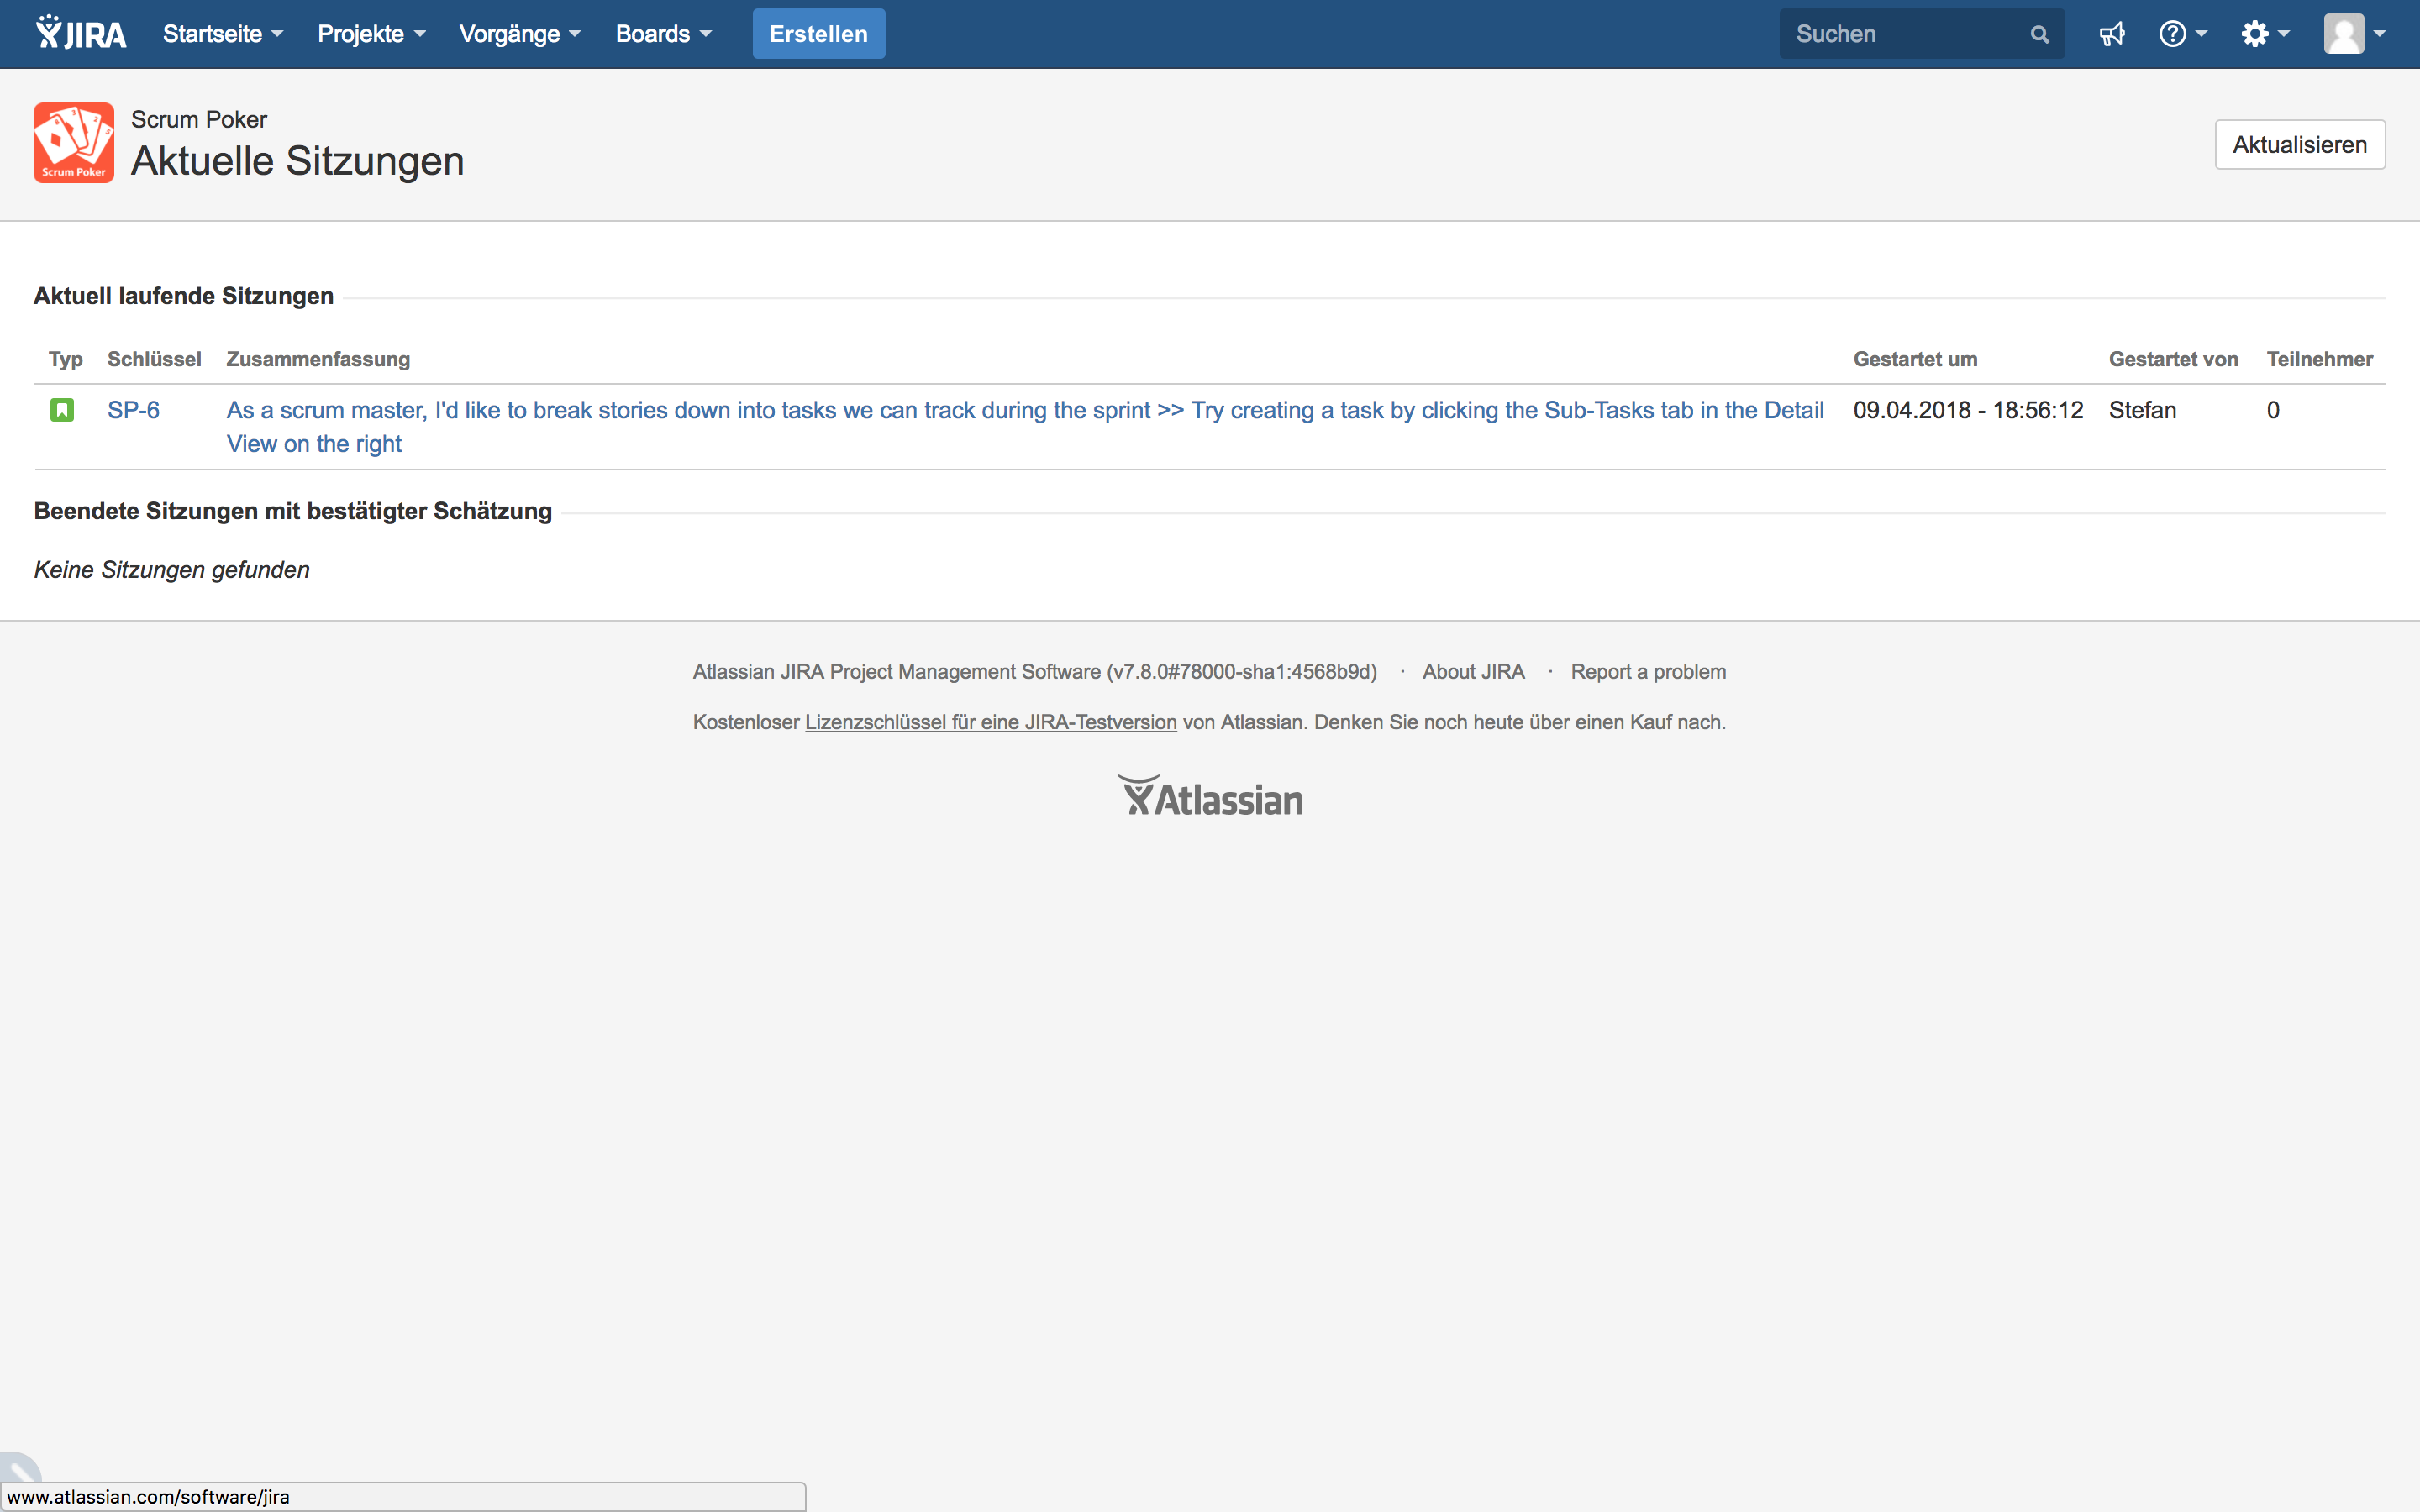 JIRA Startseite Projekte Vorgänge Boards Erstellen Suchen
Scrum Poker
Scrum Poker
Aktuelle Sitzungen
Aktualisieren
Aktuell laufende Sitzungen
Typ Schlüssel Zusammenfassung Gestartet um Gestartet von Teilnehmer
SP-6 As a scrum master, I'd like to break stories down into tasks we can track during the sprint >> Try creating a task by clicking the Sub-Tasks tab in the Detail 09.04.2018 - 18:56:12 Stefan 0
View on the right
Beendete Sitzungen mit bestätigter Schätzung
Keine Sitzungen gefunden
Atlassian JIRA Project Management Software (v7.8.0#78000-sha1:4568b9d) · About JIRA · Report a problem
Kostenloser Lizenzschlüssel für eine JIRA-Testversion von Atlassian. Denken Sie noch heute über einen Kauf nach.
Atlassian
www.atlassian.com/software/jira